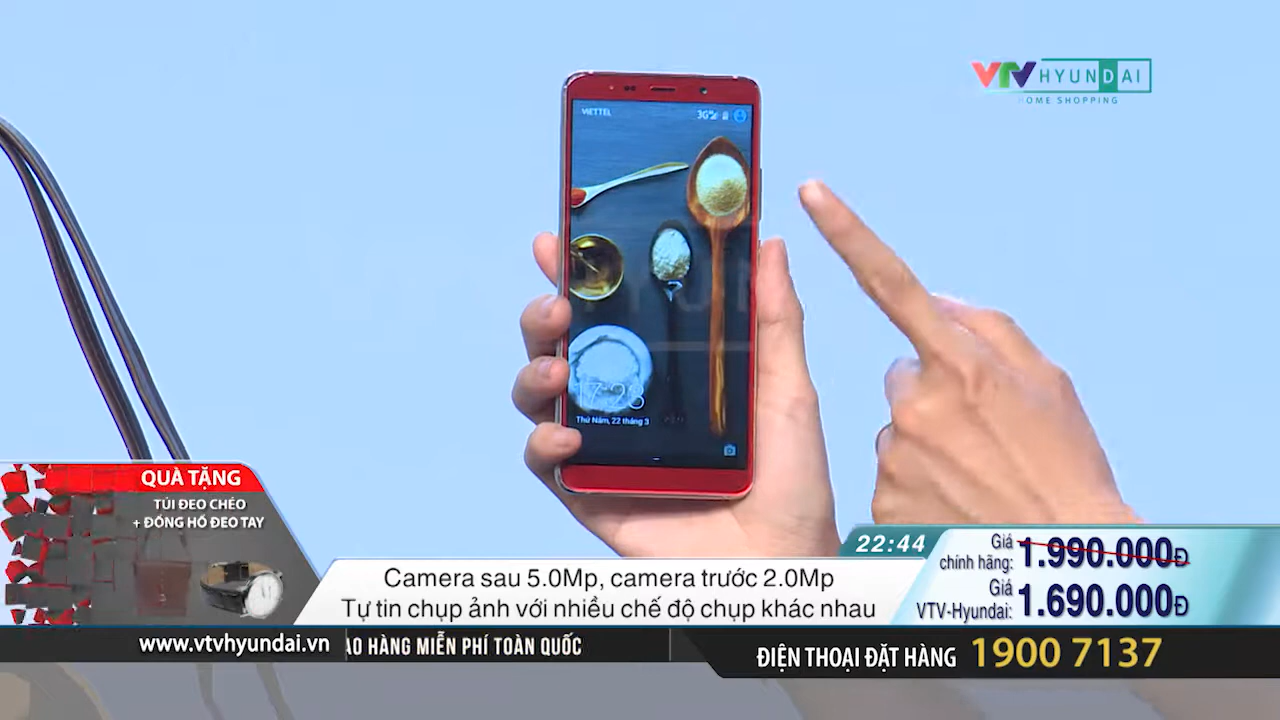 VTV HYUNDAI
HOME SHOPPING
VIETTEL
3G
17:28
Thứ Năm, 22 tháng 3
QUÀ TẶNG
TÚI ĐEO CHÉO
+ ĐỒNG HỒ ĐEO TAY
22:44
Giá chính hãng: 1.990.000Đ
Giá VTV-Hyundai: 1.690.000Đ
Camera sau 5.0Mp, camera trước 2.0Mp
Tự tin chụp ảnh với nhiều chế độ chụp khác nhau
www.vtvhyundai.vn
AO HÀNG MIỄN PHÍ TOÀN QUỐC
ĐIỆN THOẠI ĐẶT HÀNG 1900 7137